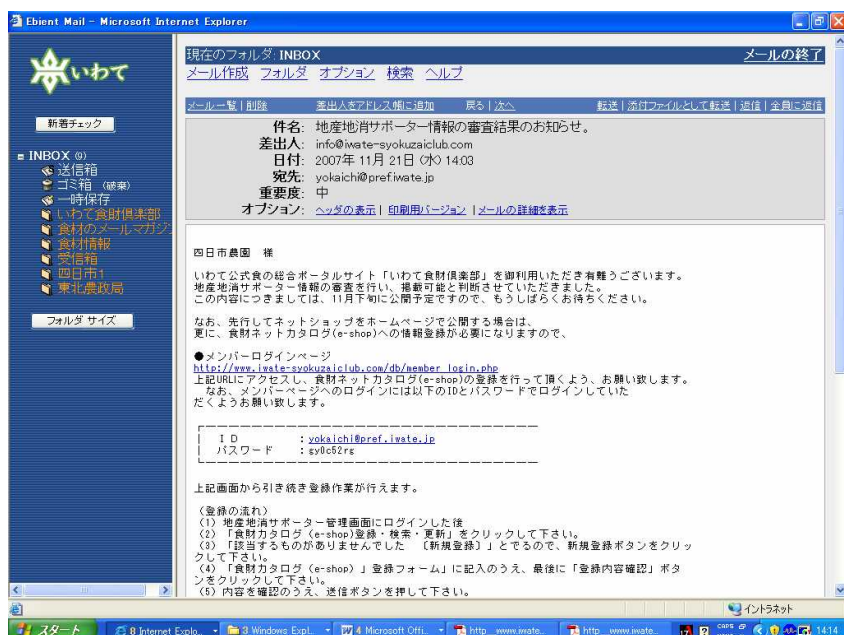 Ebient Mail - Microsoft Internet Explorer
いわて
新着チェック
INBOX (9)
送信箱
ゴミ箱 (破棄)
一時保存
いわて食財倶楽部
食材のメールマガジン
食材情報
受信箱
四日市1
東北農政局
フォルダ サイズ
現在のフォルダ: INBOX メールの終了
メール作成 フォルダ オプション 検索 ヘルプ
メール一覧 | 削除 差出人をアドレス帳に追加 戻る | 次へ 転送 | 添付ファイルとして転送 | 返信 | 全員に返信
件名: 地産地消サポーター情報の審査結果のお知らせ。
差出人: info@iwate-syokuzaiclub.com
日付: 2007年 11月 21日 (水) 14:03
宛先: yokaichi@pref.iwate.jp
重要度: 中
オプション: ヘッダの表示 | 印刷用バージョン | メールの詳細を表示
四日市農園 様
いわて公式食の総合ポータルサイト「いわて食財倶楽部」を御利用いただき有難うございます。
地産地消サポーター情報の審査を行い、掲載可能と判断させていただきました。
この内容につきましては、11月下旬に公開予定ですので、もうしばらくお待ちください。
なお、先行してネットショップをホームページで公開する場合は、
更に、食財ネットカタログ(e-shop)への情報登録が必要になりますので、
●メンバーログインページ
http://www.iwate-syokuzaiclub.com/db/member_login.php
上記URLにアクセスし、食財ネットカタログ(e-shop)の登録を行って頂くよう、お願い致します。
なお、メンバーページへのログインには以下のIDとパスワードでログインしていた
だくようお願い致します。
ID : yokaichi@pref.iwate.jp
パスワード : sy0c52rs
上記画面から引き続き登録作業が行えます。
〈登録の流れ〉
(1) 地産地消サポーター管理画面にログインした後
(2) 「食財カタログ(e-shop)登録・検索・更新」をクリックして下さい。
(3) 「該当するものがありませんでした 〔新規登録〕」とでるので、新規登録ボタンをクリッ
クして下さい。
(4) 「食財カタログ(e-shop)」登録フォーム」に記入のうえ、最後に「登録内容確認」ボタ
ンをクリックして下さい。
(5) 内容を確認のうえ、送信ボタンを押して下さい。
イントラネット
スタート 8 Internet Explo... 3 Windows Expl... 4 Microsoft Offi... http www.iwate... http www.iwate... CAPS 14:14